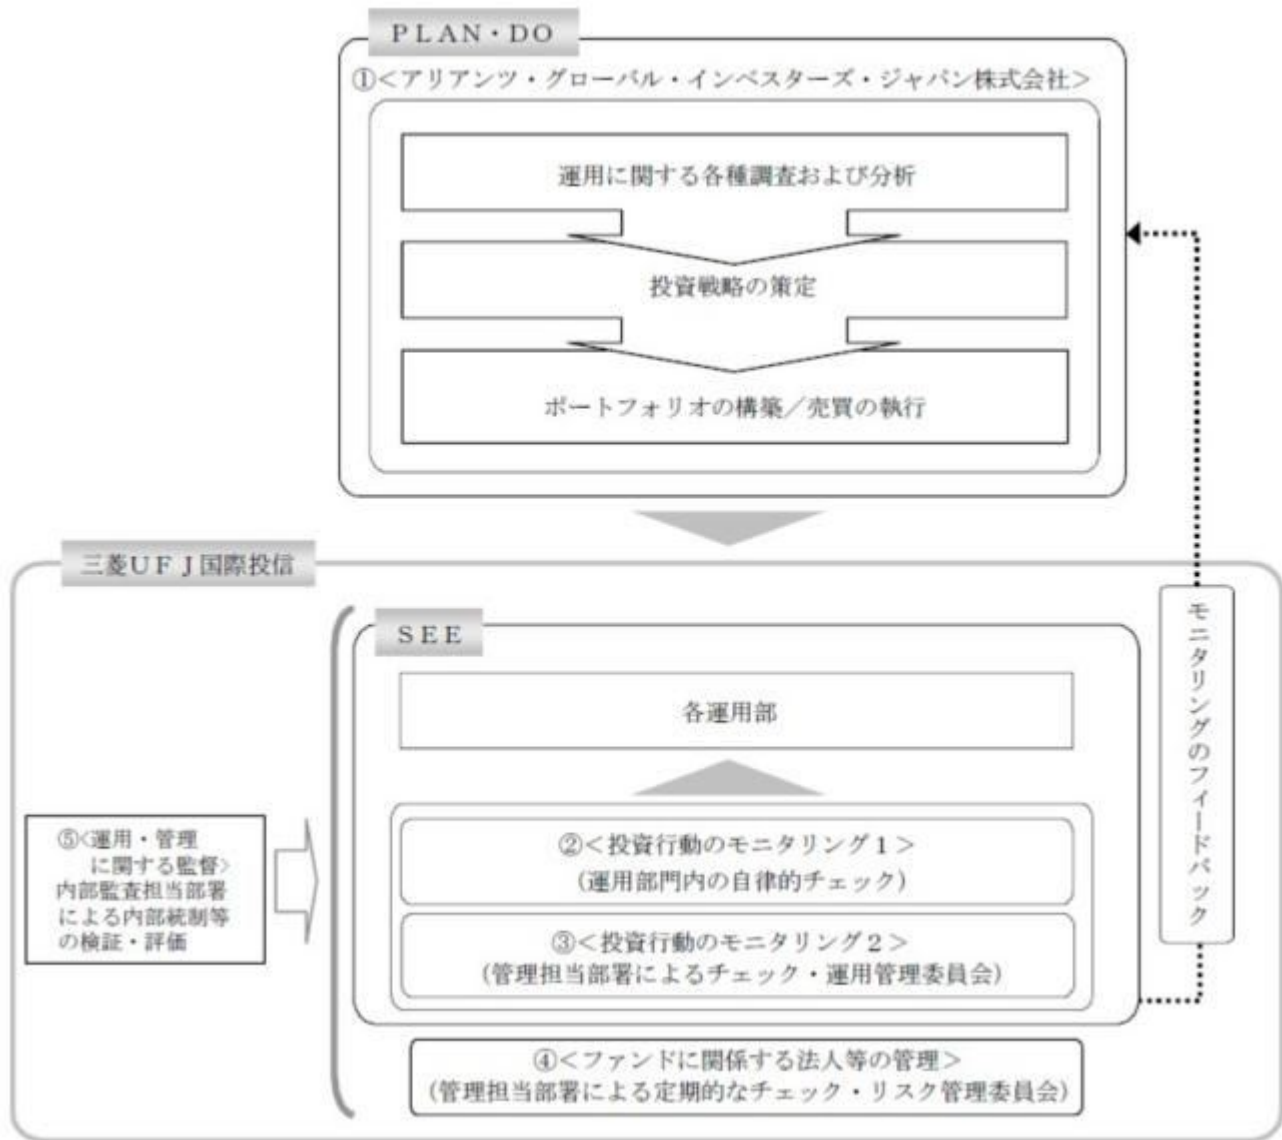 PLAN・DO
①＜アリアンツ・グローバル・インベスターズ・ジャパン株式会社＞
運用に関する各種調査および分析
投資戦略の策定
ポートフォリオの構築／売買の執行
三菱UFJ国際投信
SEE
各運用部
②＜投資行動のモニタリング１＞
（運用部門内の自律的チェック）
③＜投資行動のモニタリング２＞
（管理担当部署によるチェック・運用管理委員会）
④＜ファンドに関係する法人等の管理＞
（管理担当部署による定期的なチェック・リスク管理委員会）
⑤＜運用・管理
に関する監督＞
内部監査担当部署
による内部統制等
の検証・評価
モニタリングのフィードバック